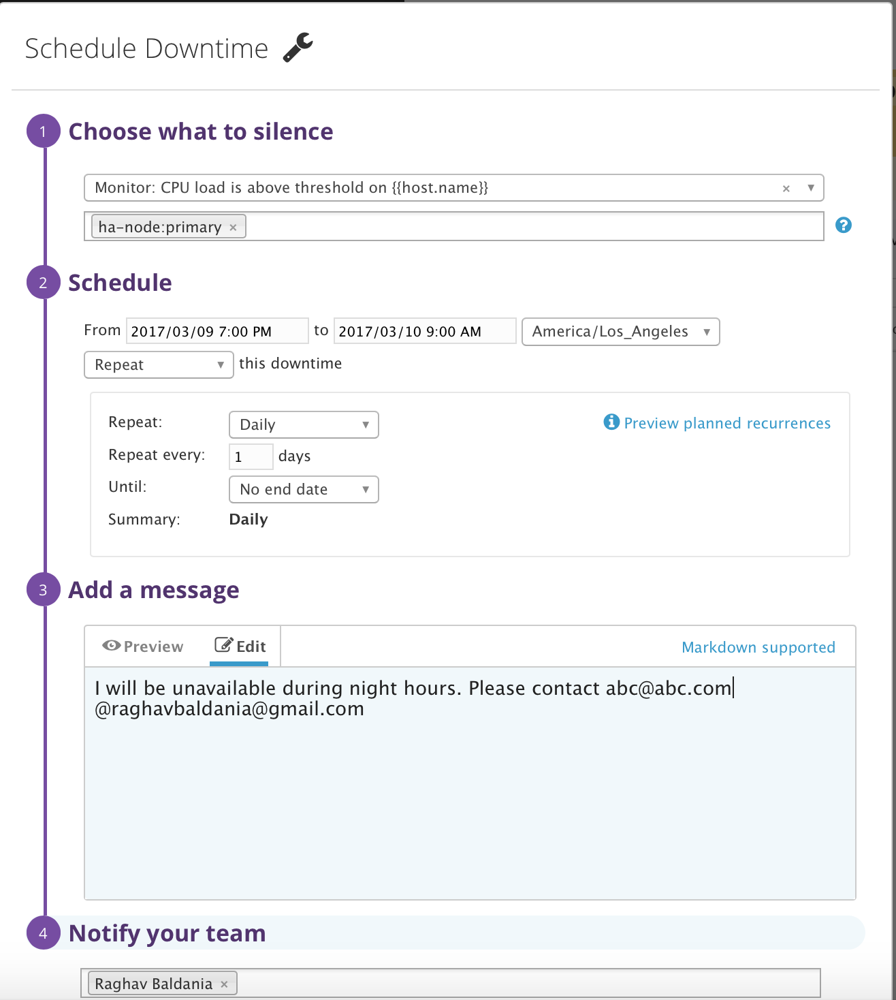 Schedule Downtime
1 Choose what to silence
Monitor: CPU load is above threshold on {{host.name}} × ▼
ha-node:primary × ?
2 Schedule
From 2017/03/09 7:00 PM to 2017/03/10 9:00 AM America/Los_Angeles ▼
Repeat ▼ this downtime
Repeat: Daily ▼ Preview planned recurrences
Repeat every: 1 days
Until: No end date ▼
Summary: Daily
3 Add a message
Preview Edit Markdown supported
I will be unavailable during night hours. Please contact abc@abc.com
@raghavbaldania@gmail.com
4 Notify your team
Raghav Baldania ×